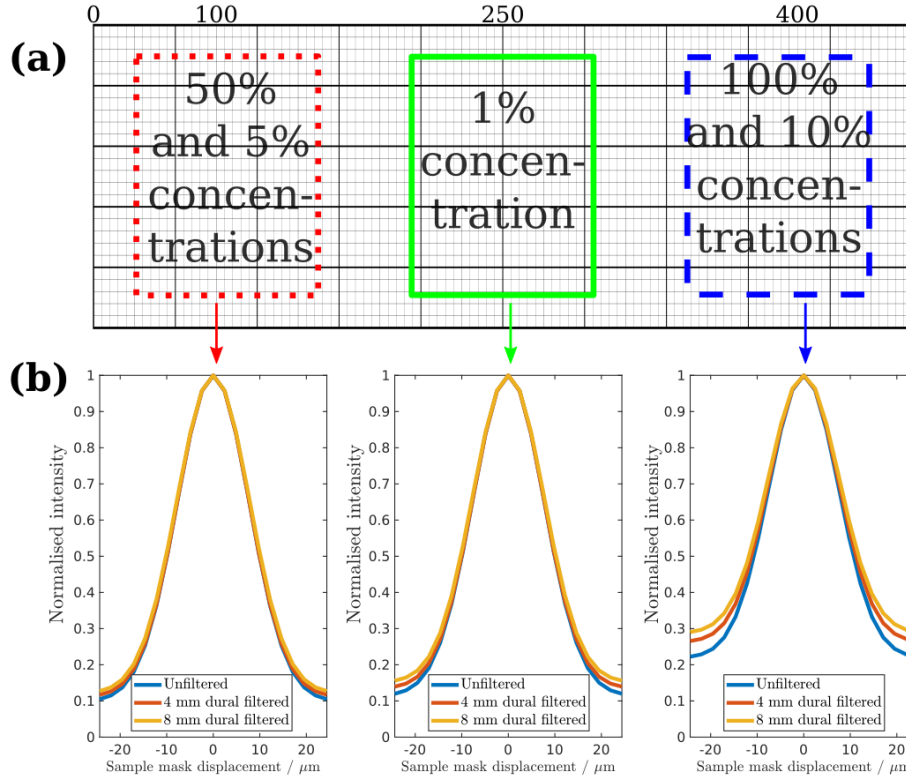 0 100 250 400
(a)
50%
and 5%
concen-
trations
1%
concen-
tration
100%
and 10%
concen-
trations
(b)
Normalised intensity
1
0.9
0.8
0.7
0.6
0.5
0.4
0.3
0.2
0.1
0
Unfiltered
4 mm dural filtered
8 mm dural filtered
-20 -10 0 10 20
Sample mask displacement / μm
Normalised intensity
1
0.9
0.8
0.7
0.6
0.5
0.4
0.3
0.2
0.1
0
Unfiltered
4 mm dural filtered
8 mm dural filtered
-20 -10 0 10 20
Sample mask displacement / μm
Normalised intensity
1
0.9
0.8
0.7
0.6
0.5
0.4
0.3
0.2
0.1
0
Unfiltered
4 mm dural filtered
8 mm dural filtered
-20 -10 0 10 20
Sample mask displacement / μm